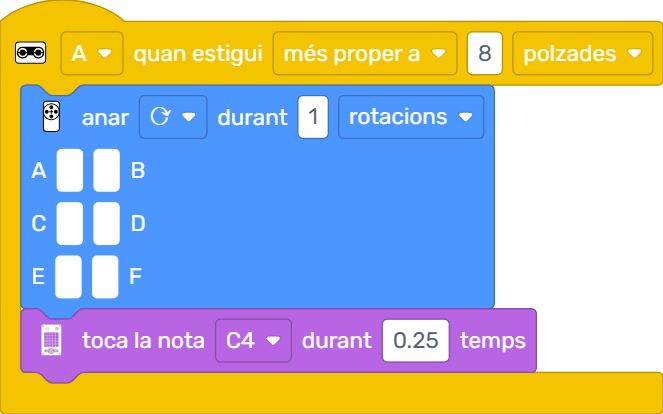 A quan estigui més proper a 8 polzades
anar durant 1 rotacions
A B
C D
E F
toca la nota C4 durant 0.25 temps